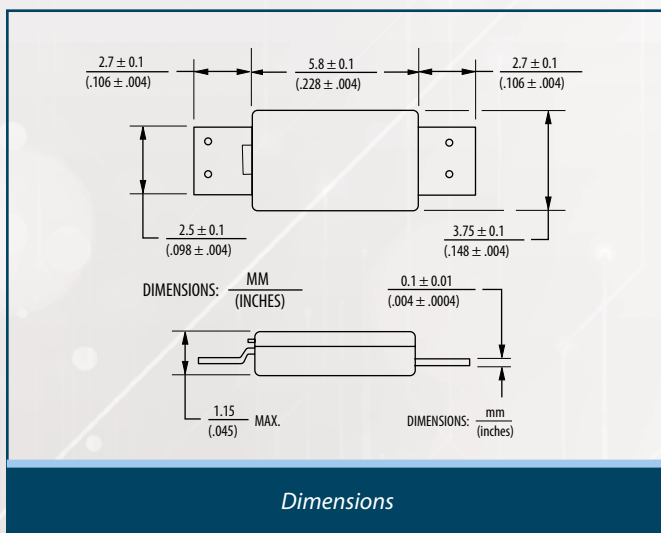 2.7 ± 0.1
(.106 ± .004)
5.8 ± 0.1
(.228 ± .004)
2.7 ± 0.1
(.106 ± .004)
2.5 ± 0.1
(.098 ± .004)
3.75 ± 0.1
(.148 ± .004)
DIMENSIONS: MM
(INCHES)
0.1 ± 0.01
(.004 ± .0004)
1.15
(.045) MAX.
DIMENSIONS: mm
(inches)
Dimensions